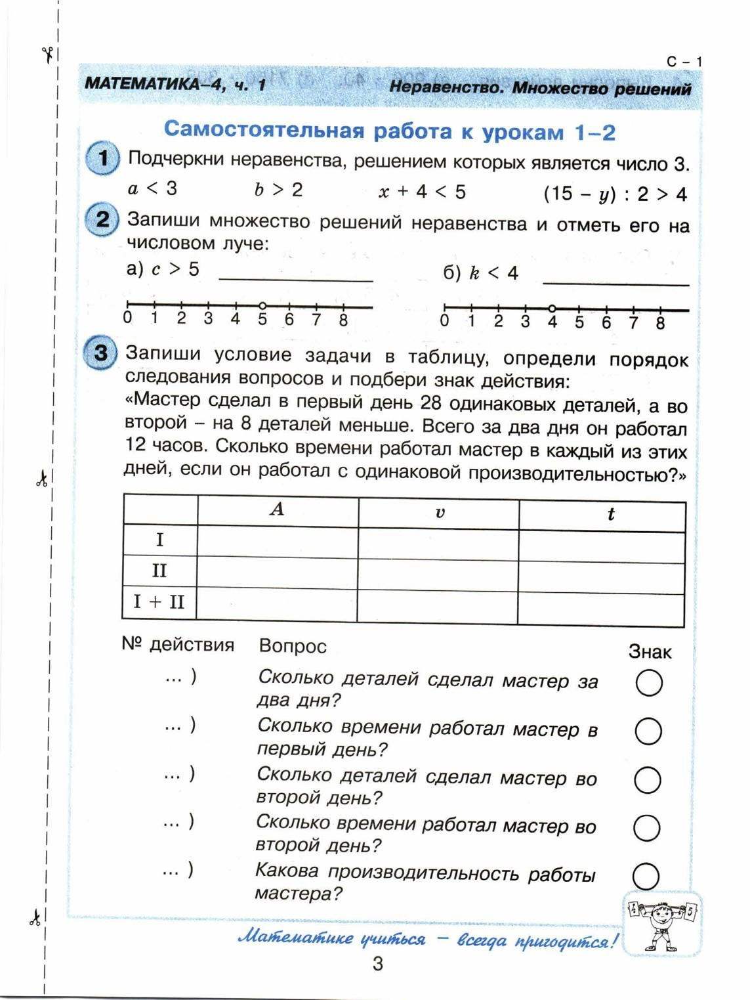 С – 1
МАТЕМАТИКА–4, ч. 1 Неравенство. Множество решений
Самостоятельная работа к урокам 1–2
1 Подчеркни неравенства, решением которых является число 3.
a < 3 b > 2 x + 4 < 5 (15 – y) : 2 > 4
2 Запиши множество решений неравенства и отметь его на
числовом луче:
а) c > 5 б) k < 4
0 1 2 3 4 5 6 7 8 0 1 2 3 4 5 6 7 8
3 Запиши условие задачи в таблицу, определи порядок
следования вопросов и подбери знак действия:
«Мастер сделал в первый день 28 одинаковых деталей, а во
второй – на 8 деталей меньше. Всего за два дня он работал
12 часов. Сколько времени работал мастер в каждый из этих
дней, если он работал с одинаковой производительностью?»
A v t
I
II
I + II
№ действия Вопрос Знак
... ) Сколько деталей сделал мастер за
два дня?
... ) Сколько времени работал мастер в
первый день?
... ) Сколько деталей сделал мастер во
второй день?
... ) Сколько времени работал мастер во
второй день?
... ) Какова производительность работы
мастера?
4 5
Математике учиться – всегда пригодится!
3